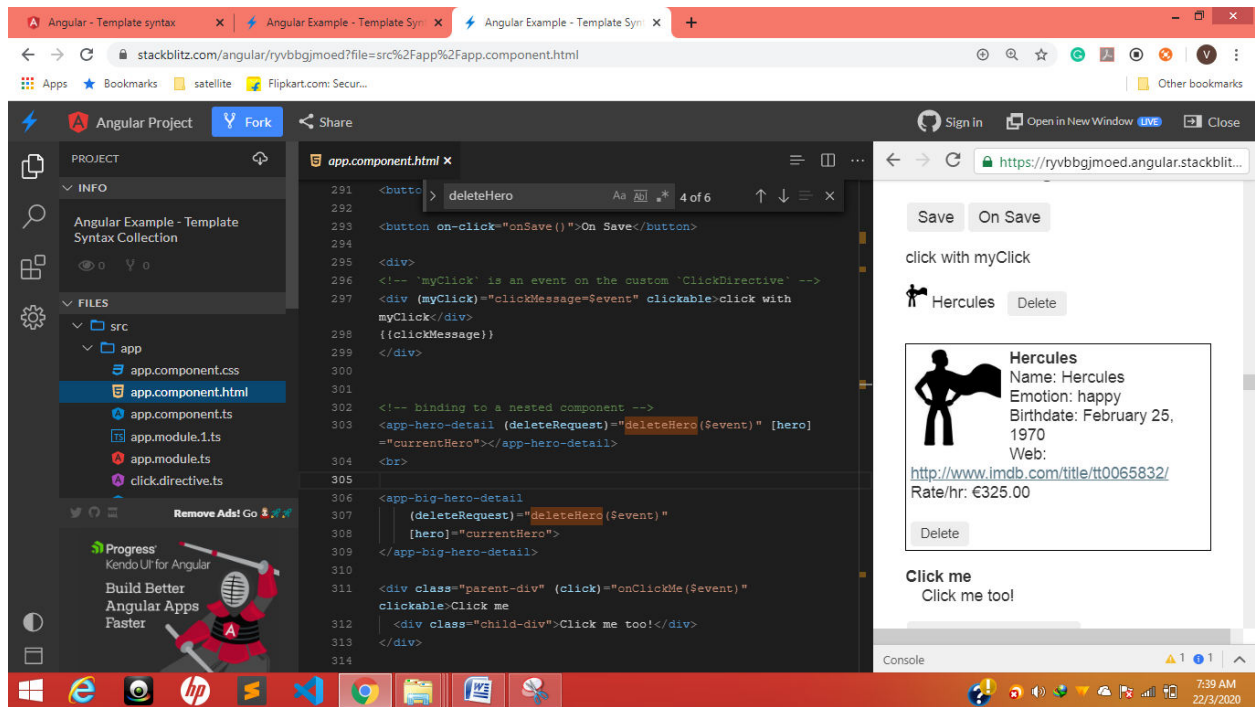 Angular - Template syntax
Angular Example - Template Syn
Angular Example - Template Syn
stackblitz.com/angular/ryvbbgjmoed?file=src%2Fapp%2Fapp.component.html
V
Apps
Bookmarks
satellite
Flipkart.com: Secur...
Other bookmarks
Angular Project
Fork
Share
Sign in
Open in New Window LIVE
Close
PROJECT
INFO
Angular Example - Template
Syntax Collection
0
0
FILES
src
app
app.component.css
app.component.html
app.component.ts
app.module.1.ts
app.module.ts
click.directive.ts
Remove Ads! Go
Progress
Kendo UI for Angular
Build Better
Angular Apps
Faster
A
app.component.html
deleteHero
Aa Abl .* 4 of 6
291 <butto
292
293 <button on-click="onSave()">On Save</button>
294
295 <div>
296 <!-- `myClick` is an event on the custom `ClickDirective` -->
297 <div (myClick)="clickMessage=$event" clickable>click with
myClick</div>
298 {{clickMessage}}
299 </div>
300
301
302 <!-- binding to a nested component -->
303 <app-hero-detail (deleteRequest)="deleteHero($event)" [hero]
="currentHero"></app-hero-detail>
304 <br>
305
306 <app-big-hero-detail
307 (deleteRequest)="deleteHero($event)"
308 [hero]="currentHero">
309 </app-big-hero-detail>
310
311 <div class="parent-div" (click)="onClickMe($event)"
clickable>Click me
312 <div class="child-div">Click me too!</div>
313 </div>
314
https://ryvbbgjmoed.angular.stackblit...
Save
On Save
click with myClick
Hercules
Delete
Hercules
Name: Hercules
Emotion: happy
Birthdate: February 25,
1970
Web:
http://www.imdb.com/title/tt0065832/
Rate/hr: €325.00
Delete
Click me
Click me too!
Console
1
1
7:39 AM
22/3/2020